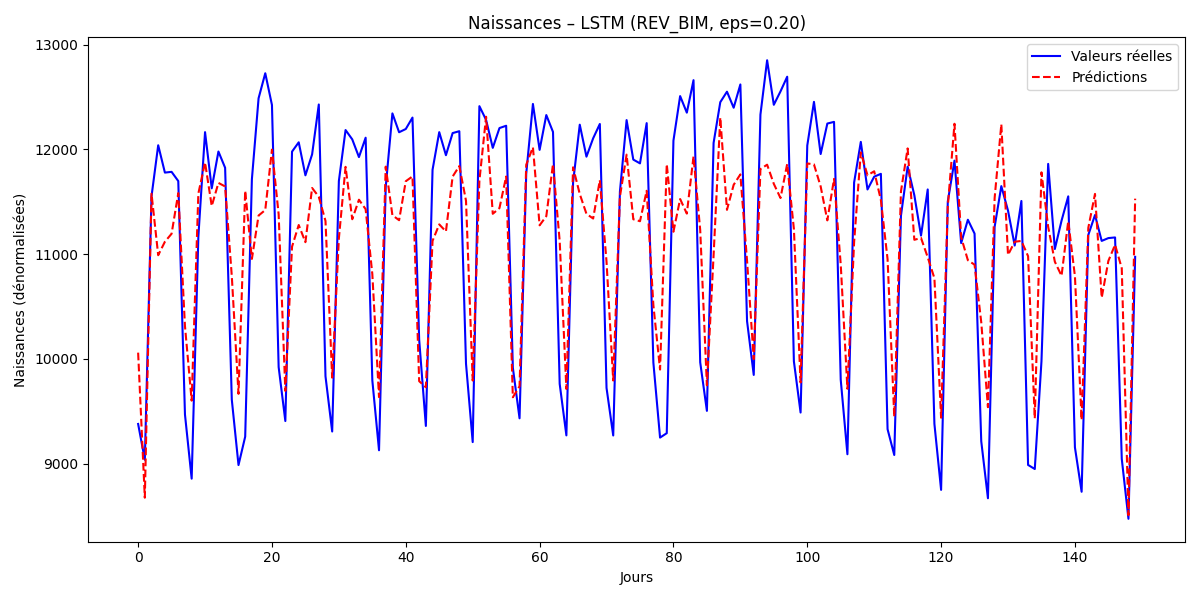 Naissances – LSTM (REV_BIM, eps=0.20)
Valeurs réelles
Prédictions
Naissances (dénormalisées)
13000
12000
11000
10000
9000
0 20 40 60 80 100 120 140
Jours